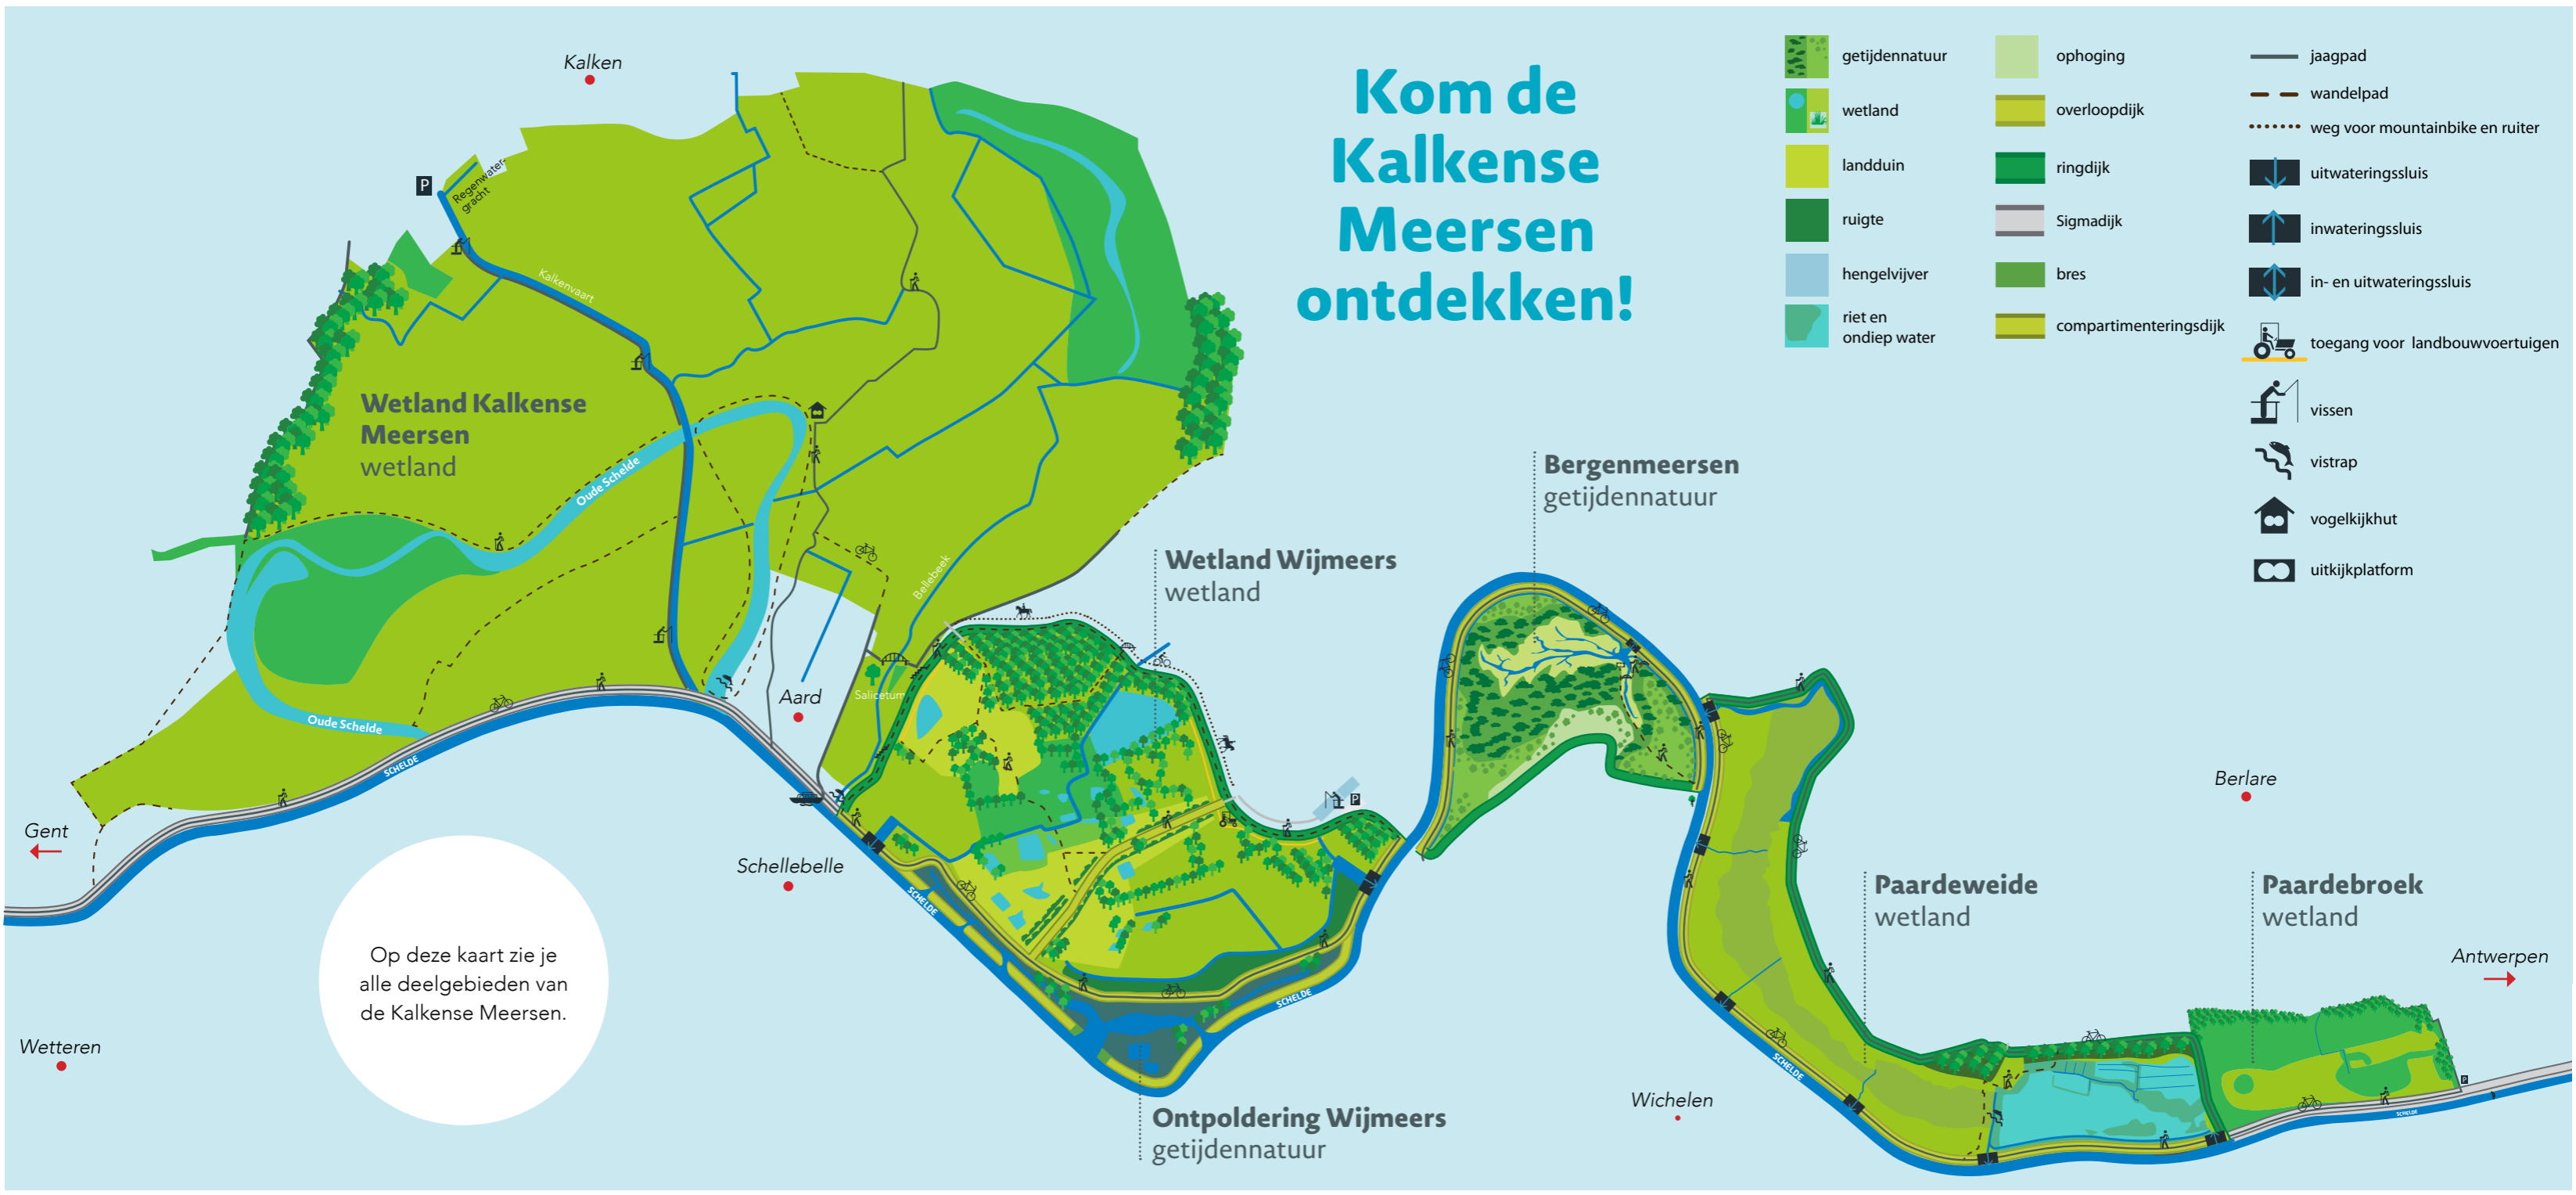 Kom de
Kalkense
Meersen
ontdekken!
getijdennatuur
wetland
landduin
ruigte
hengelvijver
riet en
ondiep water
ophoging
overloopdijk
ringdijk
Sigmadijk
bres
compartimenteringsdijk
jaagpad
wandelpad
weg voor mountainbike en ruiter
uitwateringssluis
inwateringssluis
in- en uitwateringssluis
toegang voor landbouwvoertuigen
vissen
vistrap
vogelkijkhut
uitkijkplatform
Kalken
P
Regenwater-
gracht
Kalkenvaart
Wetland Kalkense
Meersen
wetland
Oude Schelde
Bellebeek
Wetland Wijmeers
wetland
Bergenmeersen
getijdennatuur
Aard
Salicetum
Oude Schelde
SCHELDE
Gent
P
Berlare
Schellebelle
SCHELDE
Paardeweide
wetland
Paardebroek
wetland
Antwerpen
Op deze kaart zie je
alle deelgebieden van
de Kalkense Meersen.
SCHELDE
Wetteren
SCHELDE
P
Wichelen
SCHELDE
Ontpoldering Wijmeers
getijdennatuur